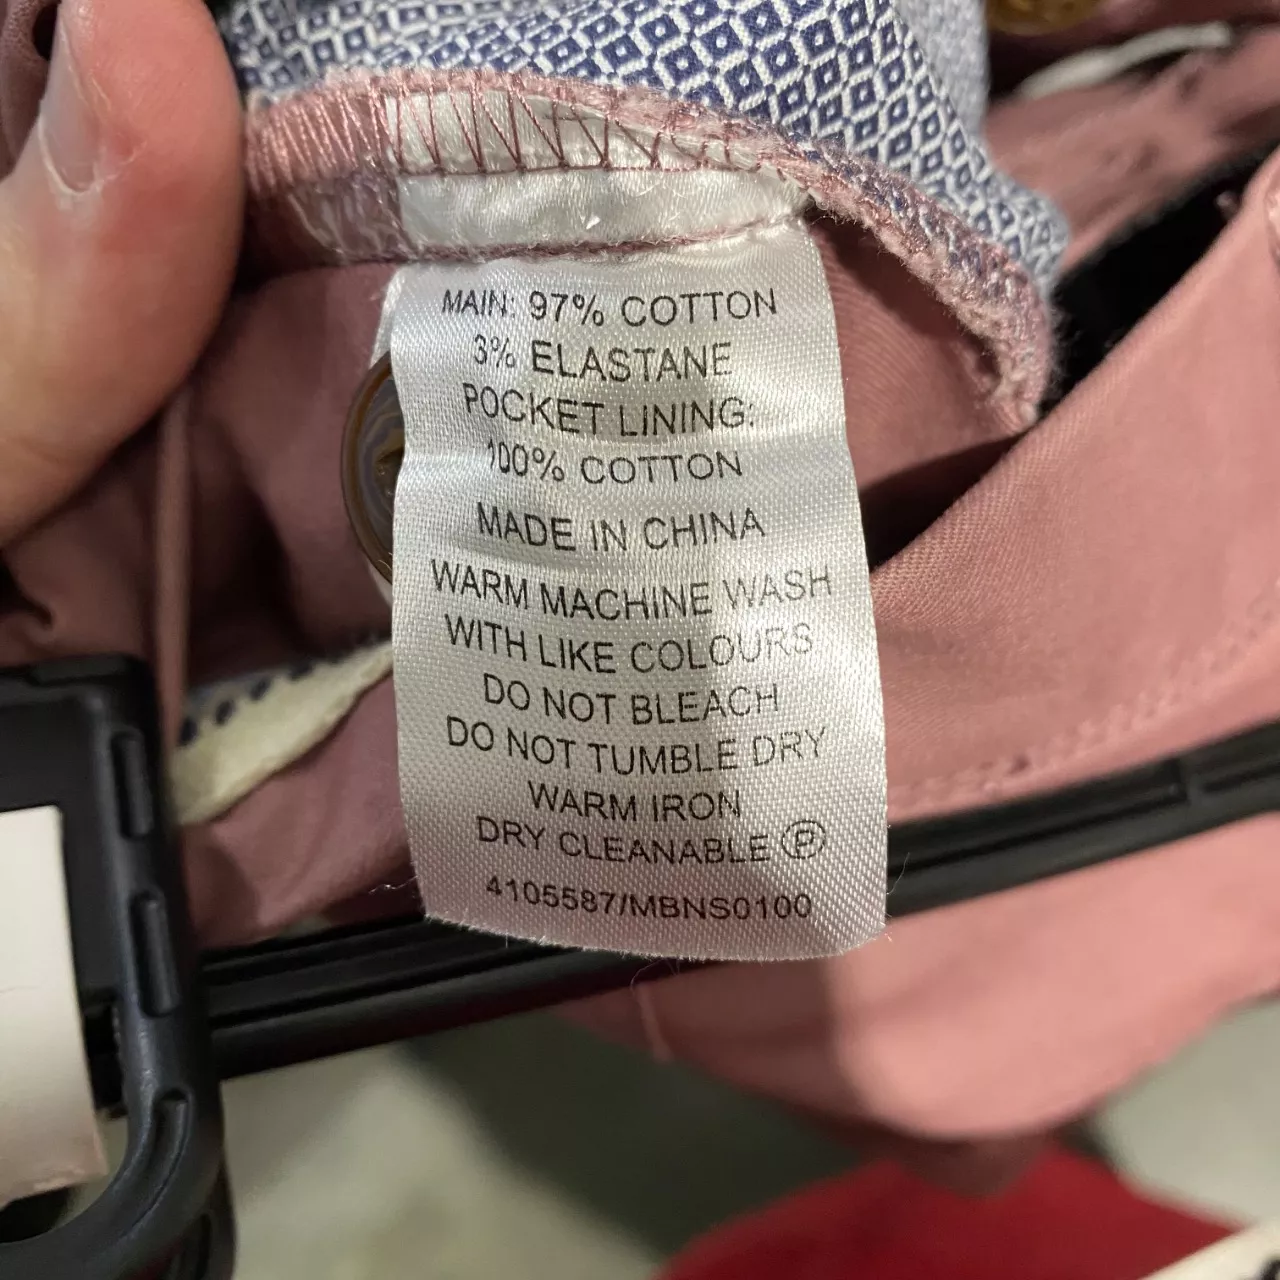 MAIN: 97% COTTON
3% ELASTANE
POCKET LINING:
100% COTTON
MADE IN CHINA
WARM MACHINE WASH
WITH LIKE COLOURS
DO NOT BLEACH
DO NOT TUMBLE DRY
WARM IRON
DRY CLEANABLE Ⓟ
4105587/MBNS0100